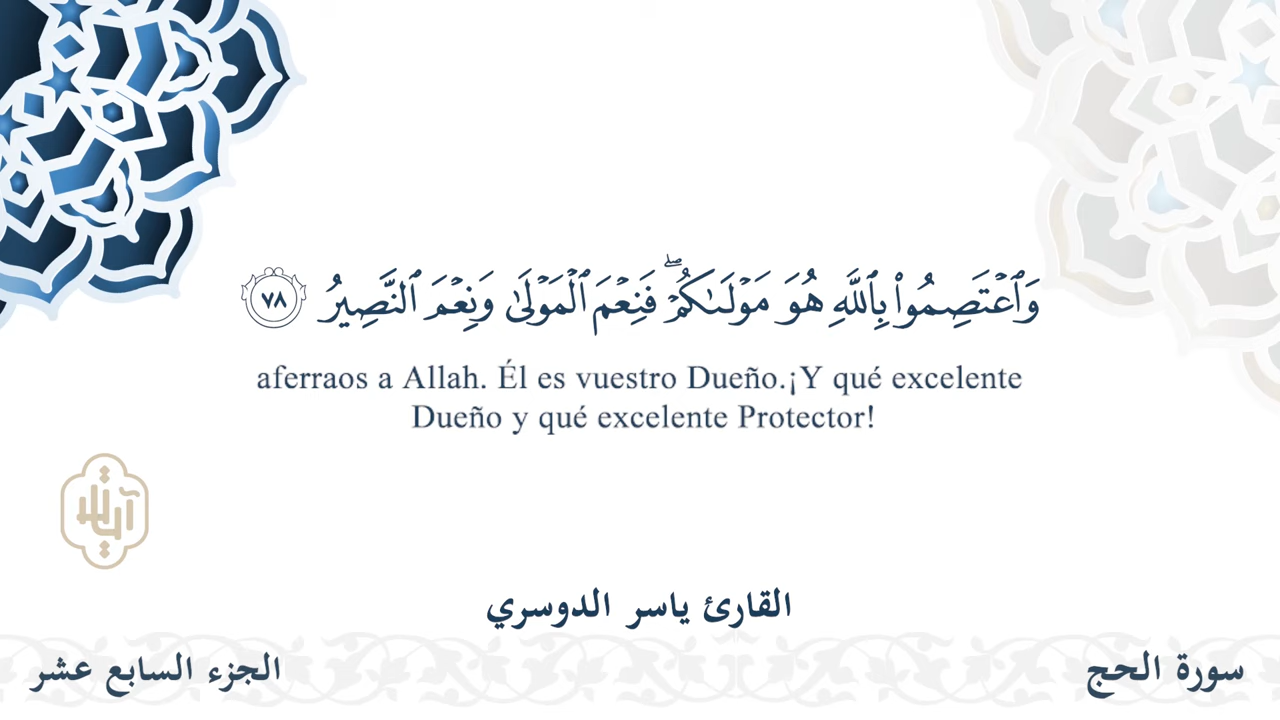 وَٱعۡتَصِمُواْ بِٱللَّهِ هُوَ مَوۡلَىٰكُمۡۖ فَنِعۡمَ ٱلۡمَوۡلَىٰ وَنِعۡمَ ٱلنَّصِيرُ ٧٨
aferraos a Allah. Él es vuestro Dueño.¡Y qué excelente
Dueño y qué excelente Protector!
القارئ ياسر الدوسري
سورة الحج
الجزء السابع عشر